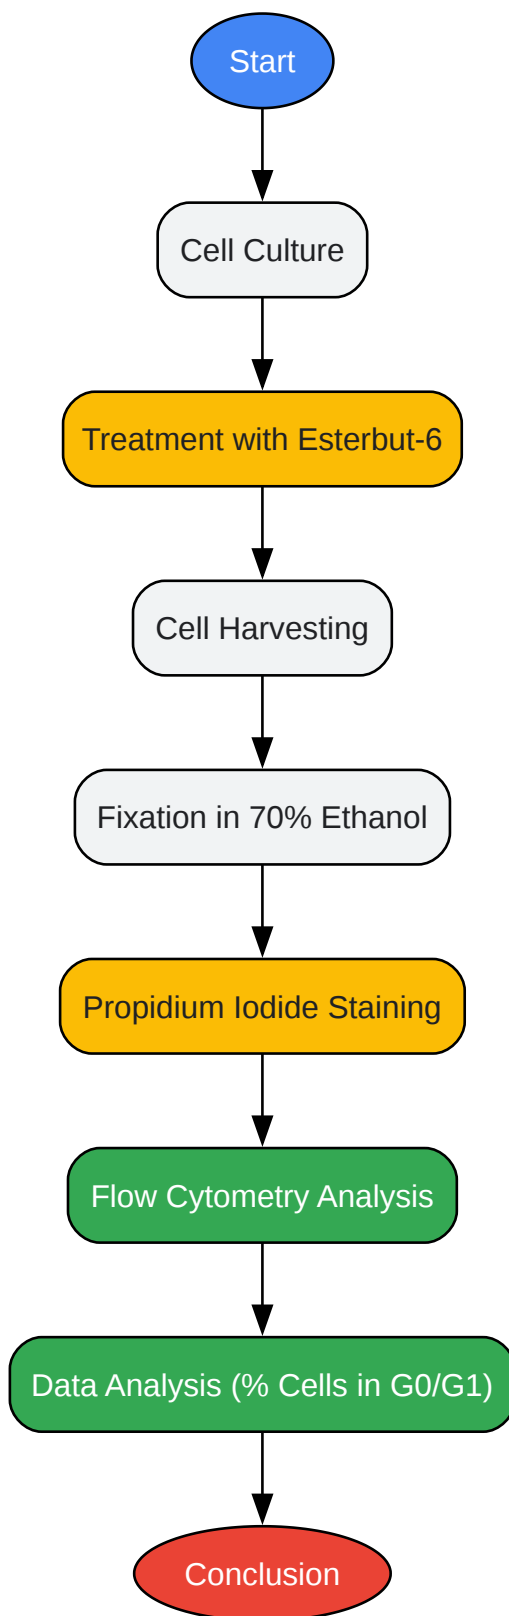 Start
Cell Culture
Treatment with Esterbut-6
Cell Harvesting
Fixation in 70% Ethanol
Propidium Iodide Staining
Flow Cytometry Analysis
Data Analysis (% Cells in G0/G1)
Conclusion